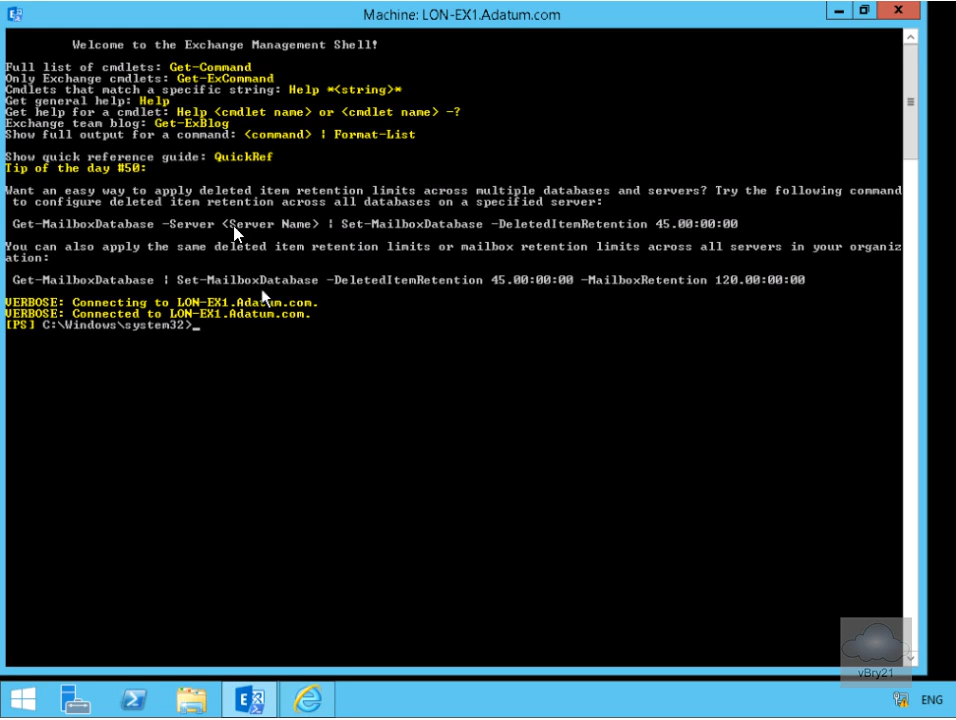 Machine: LON-EX1.Adatum.com
Welcome to the Exchange Management Shell!
Full list of cmdlets: Get-Command
Only Exchange cmdlets: Get-ExCommand
Cmdlets that match a specific string: Help *<string>*
Get general help: Help
Get help for a cmdlet: Help <cmdlet name> or <cmdlet name> -?
Exchange team blog: Get-ExBlog
Show full output for a command: <command> | Format-List
Show quick reference guide: QuickRef
Tip of the day #50:
Want an easy way to apply deleted item retention limits across multiple databases and servers? Try the following command
to configure deleted item retention across all databases on a specified server:
Get-MailboxDatabase -Server <Server Name> | Set-MailboxDatabase -DeletedItemRetention 45.00:00:00
You can also apply the same deleted item retention limits or mailbox retention limits across all servers in your organiz
ation:
Get-MailboxDatabase | Set-MailboxDatabase -DeletedItemRetention 45.00:00:00 -MailboxRetention 120.00:00:00
VERBOSE: Connecting to LON-EX1.Adatum.com.
VERBOSE: Connected to LON-EX1.Adatum.com.
[PS] C:\Windows\system32>_
vBry21
ENG